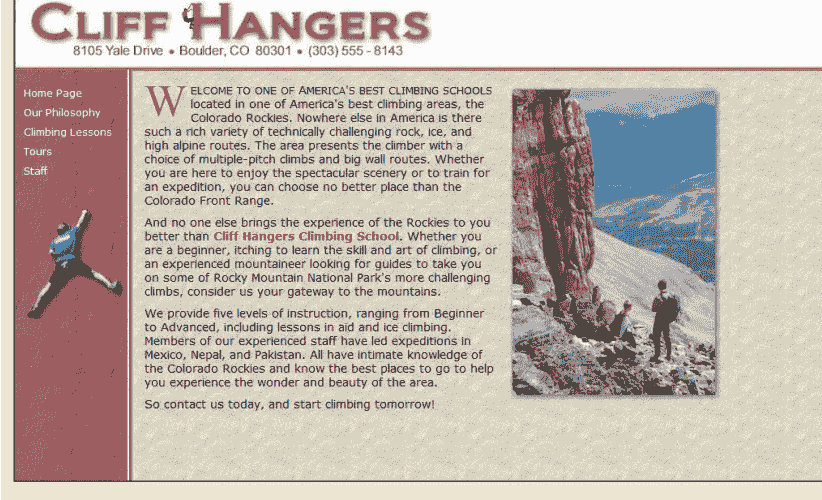 CLIFF HANGERS
8105 Yale Drive • Boulder, CO 80301 • (303) 555 - 8143
Home Page
Our Philosophy
Climbing Lessons
Tours
Staff
WELCOME TO ONE OF AMERICA'S BEST CLIMBING SCHOOLS
located in one of America's best climbing areas, the
Colorado Rockies. Nowhere else in America is there
such a rich variety of technically challenging rock, ice, and
high alpine routes. The area presents the climber with a
choice of multiple-pitch climbs and big wall routes. Whether
you are here to enjoy the spectacular scenery or to train for
an expedition, you can choose no better place than the
Colorado Front Range.
And no one else brings the experience of the Rockies to you
better than Cliff Hangers Climbing School. Whether you
are a beginner, itching to learn the skill and art of climbing, or
an experienced mountaineer looking for guides to take you
on some of Rocky Mountain National Park's more challenging
climbs, consider us your gateway to the mountains.
We provide five levels of instruction, ranging from Beginner
to Advanced, including lessons in aid and ice climbing.
Members of our experienced staff have led expeditions in
Mexico, Nepal, and Pakistan. All have intimate knowledge of
the Colorado Rockies and know the best places to go to help
you experience the wonder and beauty of the area.
So contact us today, and start climbing tomorrow!